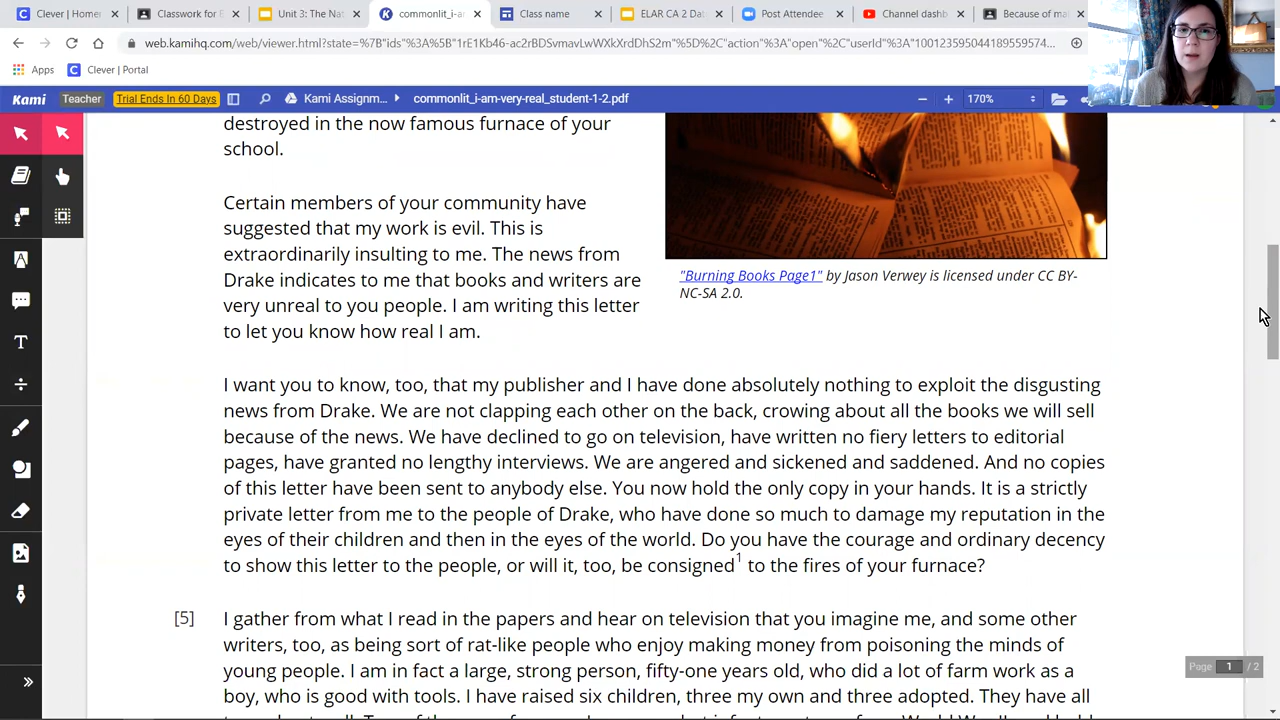 Clever | Home
Classwork for E
Unit 3: The Nat
commonlit_i-am
Class name
ELAR CA 2 Dat
Post Attendee
Channel dashb
Because of ma
web.kamihq.com/web/viewer.html?state=%7B"ids"%3A%5B"1rE1Kb46-ac2rBDSvmavLwWXkXrdDhS2m"%5D%2C"action"%3A"open"%2C"userId"%3A"100123595044189559574...
Apps
Clever | Portal
Kami
Teacher
Trial Ends In 60 Days
Kami Assignm...
commonlit_i-am-very-real_student-1-2.pdf
170%
destroyed in the now famous furnace of your
school.
Certain members of your community have
suggested that my work is evil. This is
extraordinarily insulting to me. The news from
Drake indicates to me that books and writers are
very unreal to you people. I am writing this letter
to let you know how real I am.
"Burning Books Page1" by Jason Verwey is licensed under CC BY-
NC-SA 2.0.
I want you to know, too, that my publisher and I have done absolutely nothing to exploit the disgusting
news from Drake. We are not clapping each other on the back, crowing about all the books we will sell
because of the news. We have declined to go on television, have written no fiery letters to editorial
pages, have granted no lengthy interviews. We are angered and sickened and saddened. And no copies
of this letter have been sent to anybody else. You now hold the only copy in your hands. It is a strictly
private letter from me to the people of Drake, who have done so much to damage my reputation in the
eyes of their children and then in the eyes of the world. Do you have the courage and ordinary decency
to show this letter to the people, or will it, too, be consigned1 to the fires of your furnace?
[5] I gather from what I read in the papers and hear on television that you imagine me, and some other
writers, too, as being sort of rat-like people who enjoy making money from poisoning the minds of
young people. I am in fact a large, strong person, fifty-one years old, who did a lot of farm work as a
boy, who is good with tools. I have raised six children, three my own and three adopted. They have all
Page 1 / 2